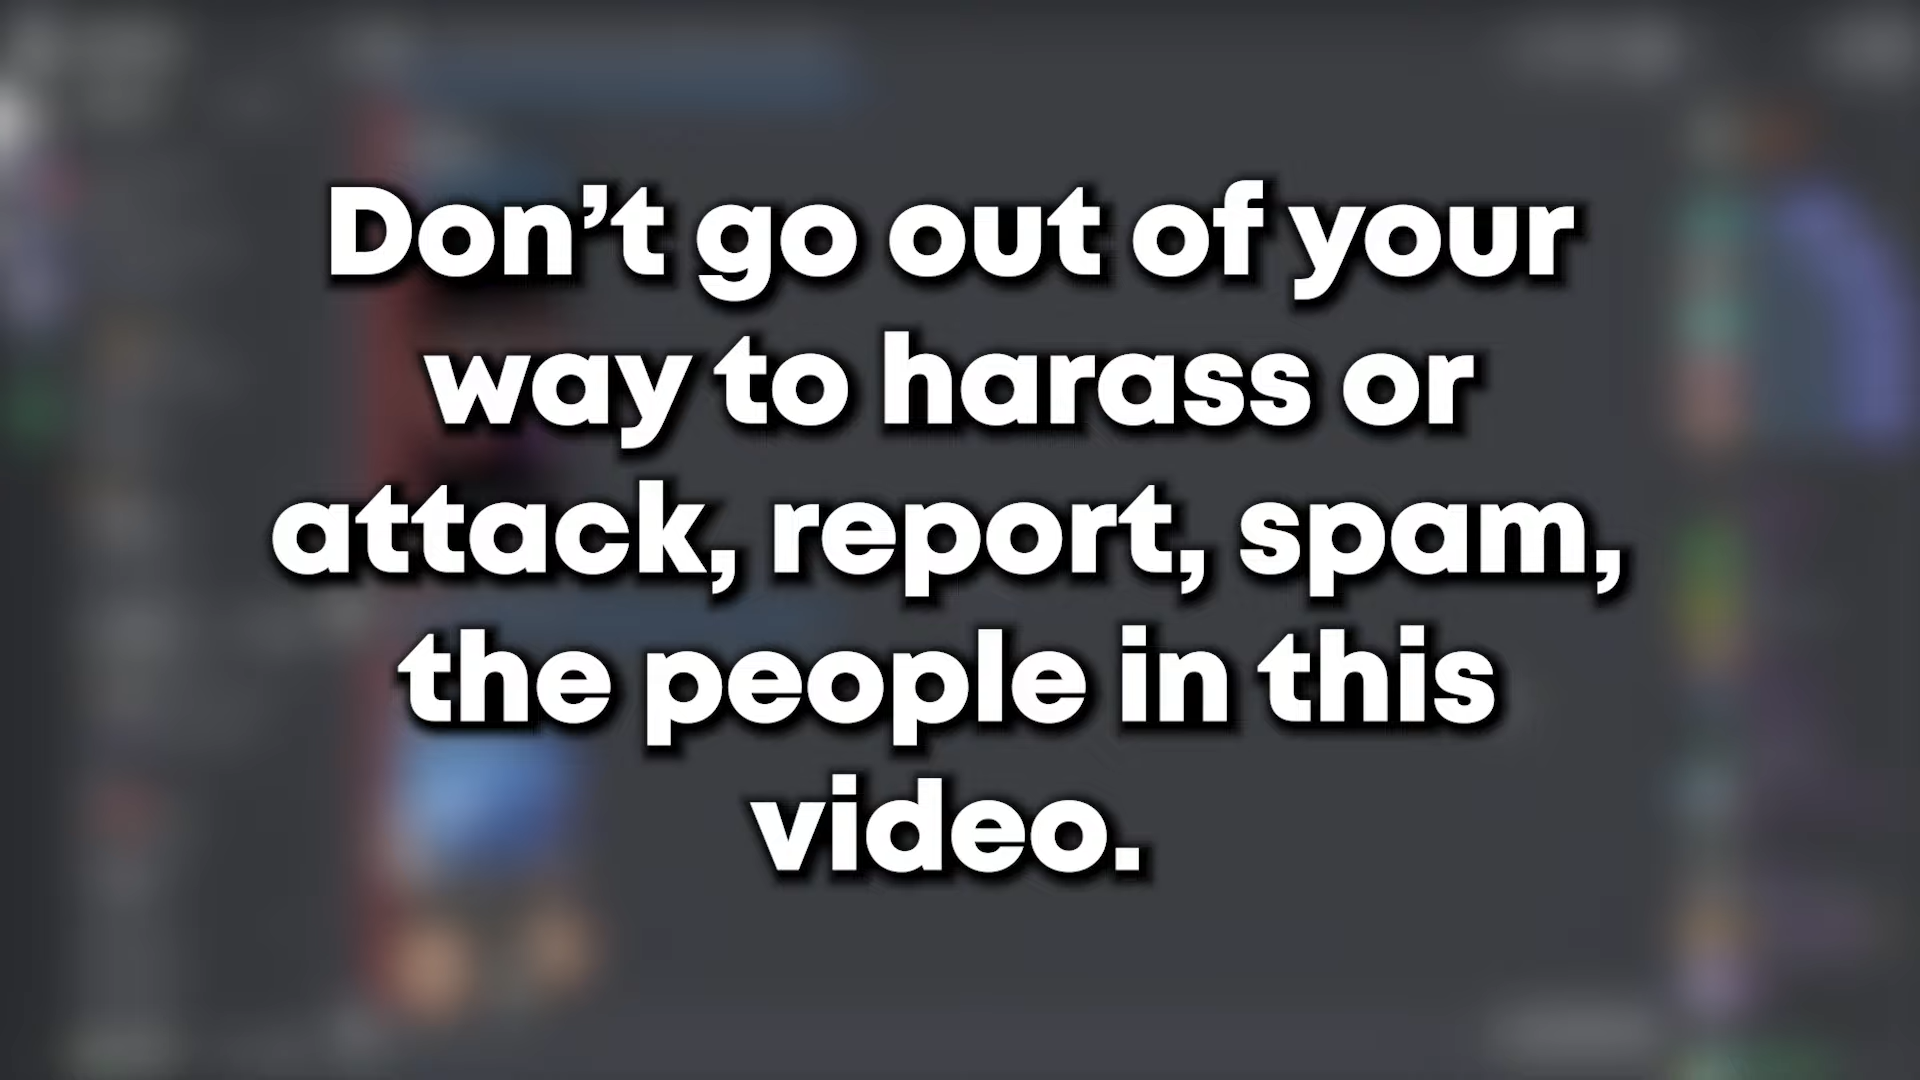 Don’t go out of your
way to harass or
attack, report, spam,
the people in this
video.